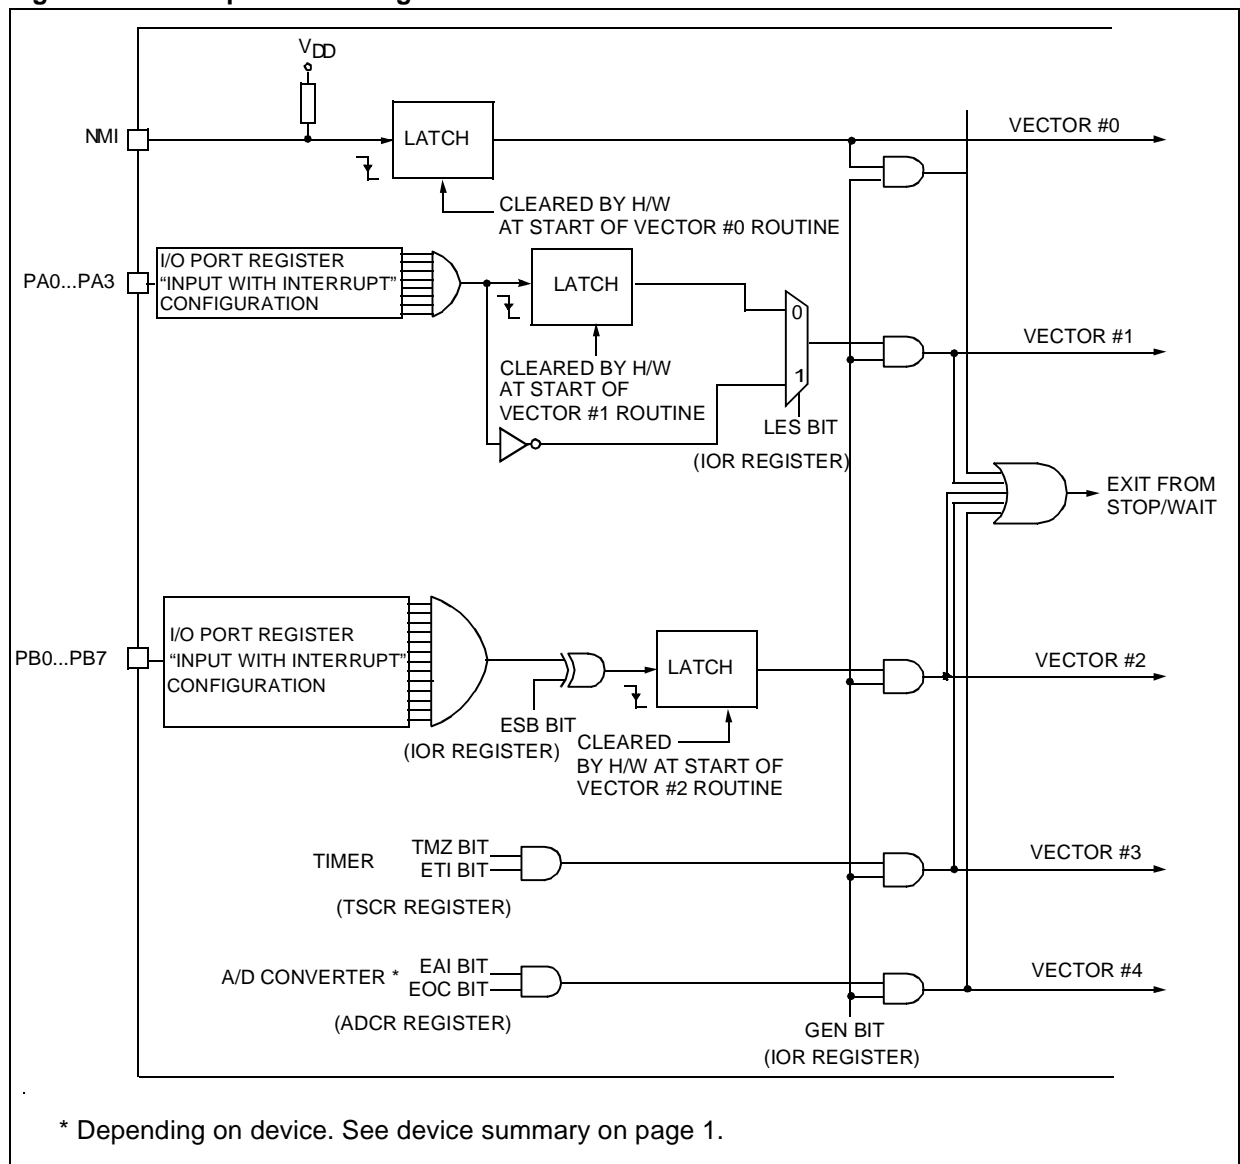 VDD
NMI
LATCH
VECTOR #0
CLEARED BY H/W
AT START OF VECTOR #0 ROUTINE
PA0...PA3
I/O PORT REGISTER
“INPUT WITH INTERRUPT”
CONFIGURATION
LATCH
0
1
VECTOR #1
CLEARED BY H/W
AT START OF
VECTOR #1 ROUTINE
LES BIT
(IOR REGISTER)
EXIT FROM
STOP/WAIT
PB0...PB7
I/O PORT REGISTER
“INPUT WITH INTERRUPT”
CONFIGURATION
LATCH
VECTOR #2
ESB BIT
(IOR REGISTER)
CLEARED
BY H/W AT START OF
VECTOR #2 ROUTINE
TIMER
TMZ BIT
ETI BIT
(TSCR REGISTER)
VECTOR #3
A/D CONVERTER *
EAI BIT
EOC BIT
(ADCR REGISTER)
VECTOR #4
GEN BIT
(IOR REGISTER)
* Depending on device. See device summary on page 1.